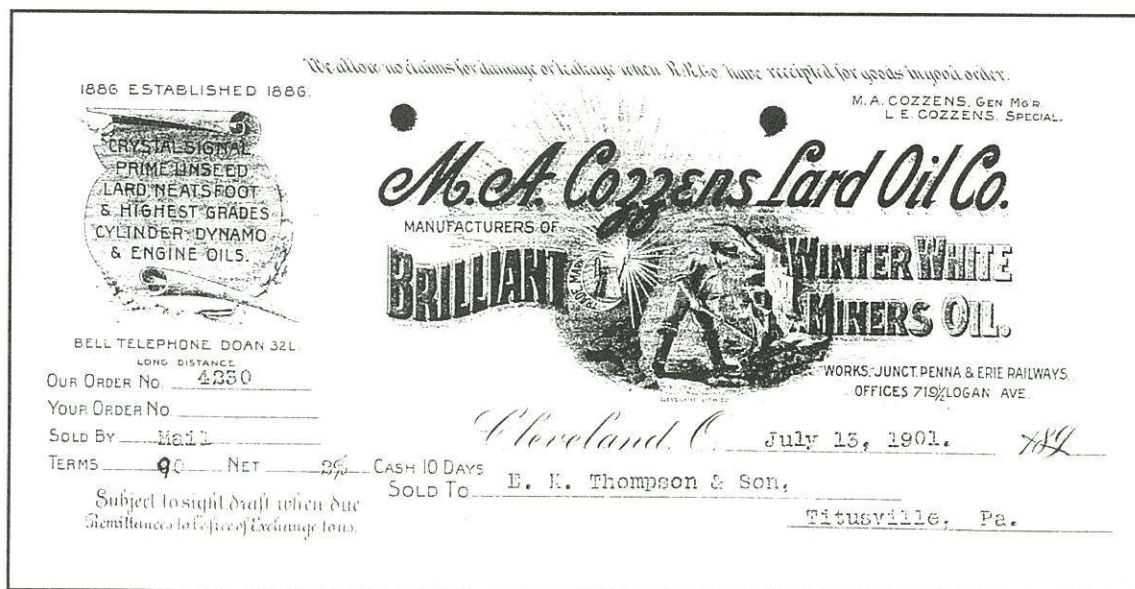 We allow no claims for damage or leakage when R.R.Co. have receipted for goods in good order.
1886 ESTABLISHED 1886.
CRYSTAL SIGNAL
PRIME LINSEED
LARD NEATSFOOT
& HIGHEST GRADES
CYLINDER-DYNAMO
& ENGINE OILS.
BELL TELEPHONE DOAN 32L.
LONG DISTANCE
M.A. COZZENS, GEN MG'R.
L.E. COZZENS, SPECIAL.
M.A. Cozzens Lard Oil Co.
MANUFACTURERS OF
BRILLIANT WINTER WHITE
MINERS OIL.
TRADE MARK
WORKS, JUNCT. PENNA & ERIE RAILWAYS.
OFFICES 719½ LOGAN AVE.
OUR ORDER NO. 4230
YOUR ORDER NO
SOLD BY Mail
TERMS 90 NET 2% CASH 10 DAYS
Subject to sight draft when due
Remittances to be free of Exchange to us.
Cleveland, O. July 13, 1901. 189
SOLD TO E. K. Thompson & Son,
Titusville, Pa.